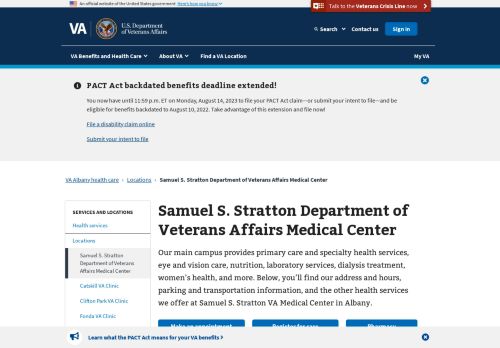 An official website of the United States government Here's how you know
Talk to the Veterans Crisis Line now
VA
U.S. Department
of Veterans Affairs
Search
Contact us
Sign in
VA Benefits and Health Care
About VA
Find a VA Location
My VA
PACT Act backdated benefits deadline extended!
You now have until 11:59 p.m. ET on Monday, August 14, 2023 to file your PACT Act claim—or submit your intent to file—and
be eligible for benefits backdated to August 10, 2022. Take advantage of this extension and file now!
File a disability claim online
Submit your intent to file
VA Albany health care › Locations › Samuel S. Stratton Department of Veterans Affairs Medical Center
SERVICES AND LOCATIONS
Health services
Locations
Samuel S. Stratton
Department of Veterans
Affairs Medical Center
Catskill VA Clinic
Clifton Park VA Clinic
Fonda VA Clinic
Samuel S. Stratton Department of
Veterans Affairs Medical Center
Our main campus provides primary care and specialty health services,
eye and vision care, nutrition, laboratory services, dialysis treatment,
women's health, and more. Below, you'll find our address and hours,
parking and transportation information, and the other health services
we offer at Samuel S. Stratton VA Medical Center in Albany.
Make an appointment
Register for care
Pharmacy
Learn what the PACT Act means for your VA benefits ›